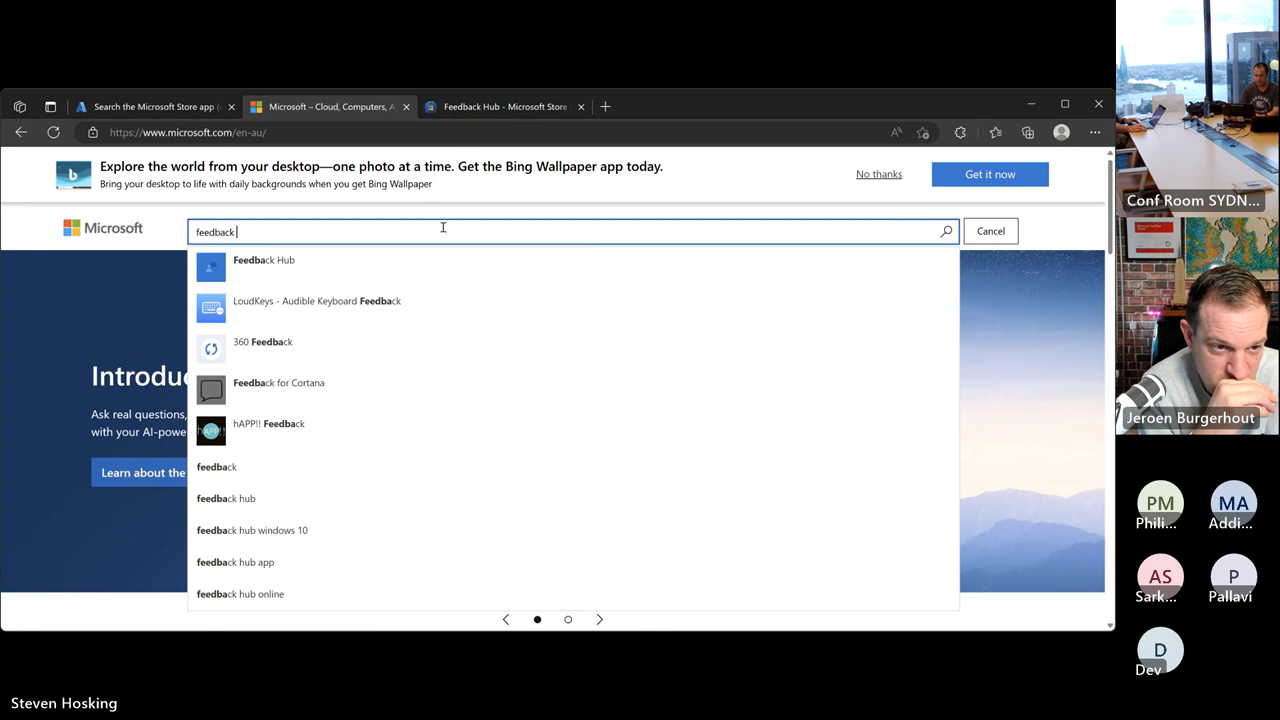 Search the Microsoft Store app (
Microsoft – Cloud, Computers, A
Feedback Hub - Microsoft Store
https://www.microsoft.com/en-au/
Explore the world from your desktop—one photo at a time. Get the Bing Wallpaper app today.
Bring your desktop to life with daily backgrounds when you get Bing Wallpaper
No thanks
Get it now
Microsoft
feedback
Cancel
Feedback Hub
LoudKeys - Audible Keyboard Feedback
360 Feedback
Feedback for Cortana
hAPP!! Feedback
feedback
feedback hub
feedback hub windows 10
feedback hub app
feedback hub online
Introduc
Ask real questions,
with your AI-powe
Learn about the
Conf Room SYDN...
Jeroen Burgerhout
PM
Phili...
MA
Addi...
AS
Sark...
P
Pallavi
D
Dev
Steven Hosking